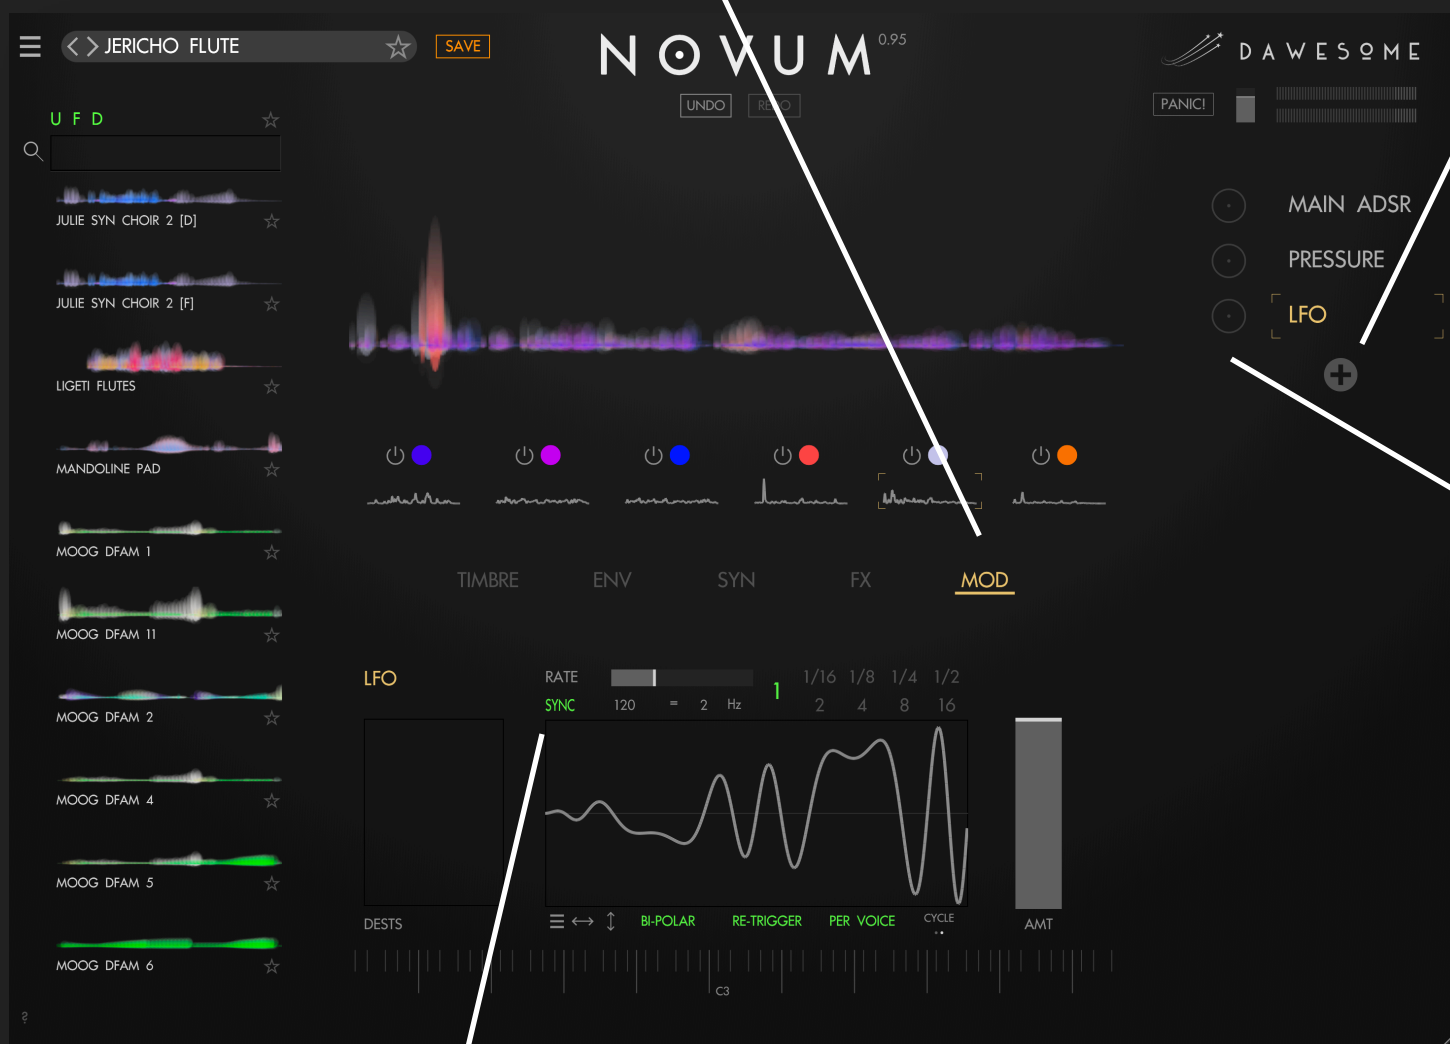 JERICHO FLUTE
SAVE
NOVUM 0.95
DAWESOME
UNDO
REDO
PANIC!
U F D
JULIE SYN CHOIR 2 [D]
JULIE SYN CHOIR 2 [F]
LIGETI FLUTES
MANDOLINE PAD
MOOG DFAM 1
MOOG DFAM 11
MOOG DFAM 2
MOOG DFAM 4
MOOG DFAM 5
MOOG DFAM 6
MAIN ADSR
PRESSURE
LFO
TIMBRE ENV SYN FX MOD
LFO
RATE
1/16 1/8 1/4 1/2
1
SYNC 120 = 2 Hz
2 4 8 16
DESTS
BI-POLAR RE-TRIGGER PER VOICE CYCLE
AMT
C3
?